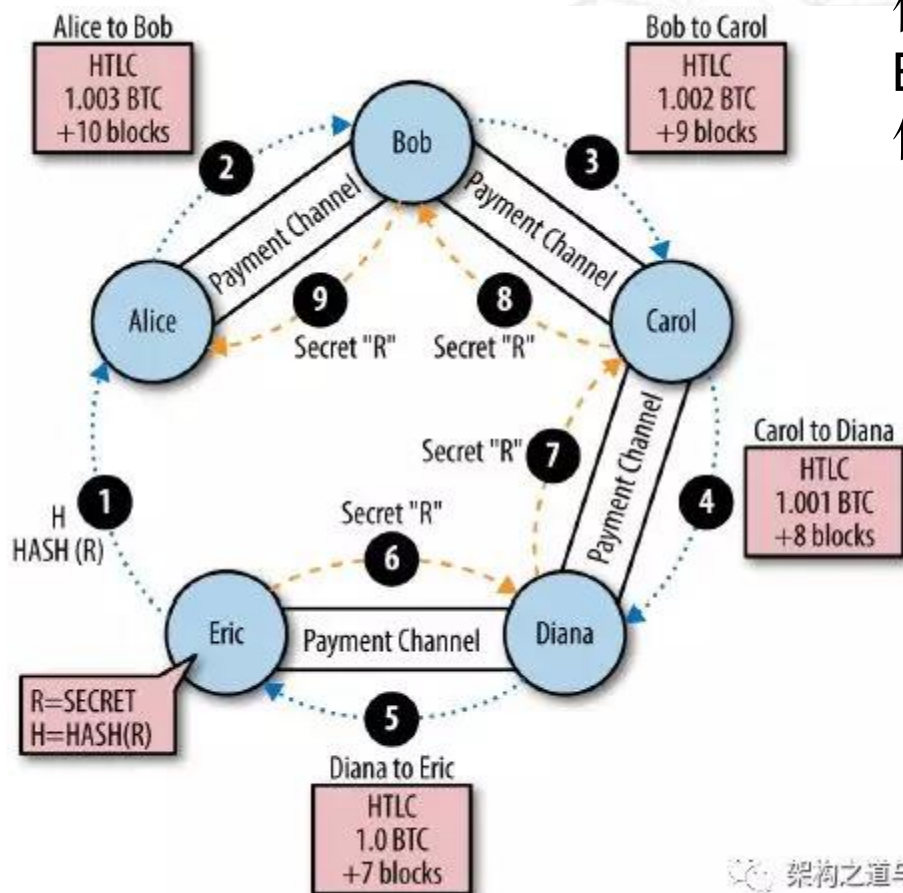 Alice to Bob
HTLC
1.003 BTC
+10 blocks
Bob to Carol
HTLC
1.002 BTC
+9 blocks
2
Bob
3
Payment Channel
Payment Channel
9
8
Alice
Carol
Secret "R"
Secret "R"
Secret "R"
7
Payment Channel
Carol to Diana
HTLC
1.001 BTC
+8 blocks
4
1
H
HASH (R)
Secret "R"
6
Eric
Payment Channel
Diana
R=SECRET
H=HASH(R)
5
Diana to Eric
HTLC
1.0 BTC
+7 blocks
架构之道与